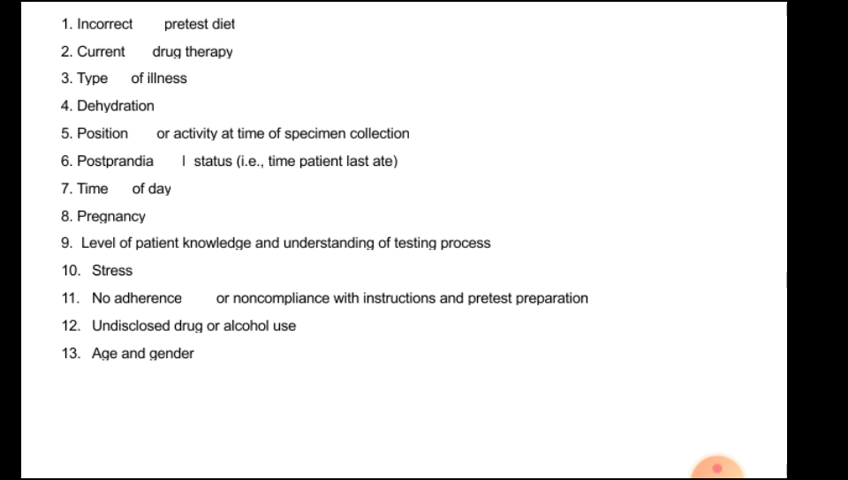 1. Incorrect pretest diet
2. Current drug therapy
3. Type of illness
4. Dehydration
5. Position or activity at time of specimen collection
6. Postprandia l status (i.e., time patient last ate)
7. Time of day
8. Pregnancy
9. Level of patient knowledge and understanding of testing process
10. Stress
11. No adherence or noncompliance with instructions and pretest preparation
12. Undisclosed drug or alcohol use
13. Age and gender